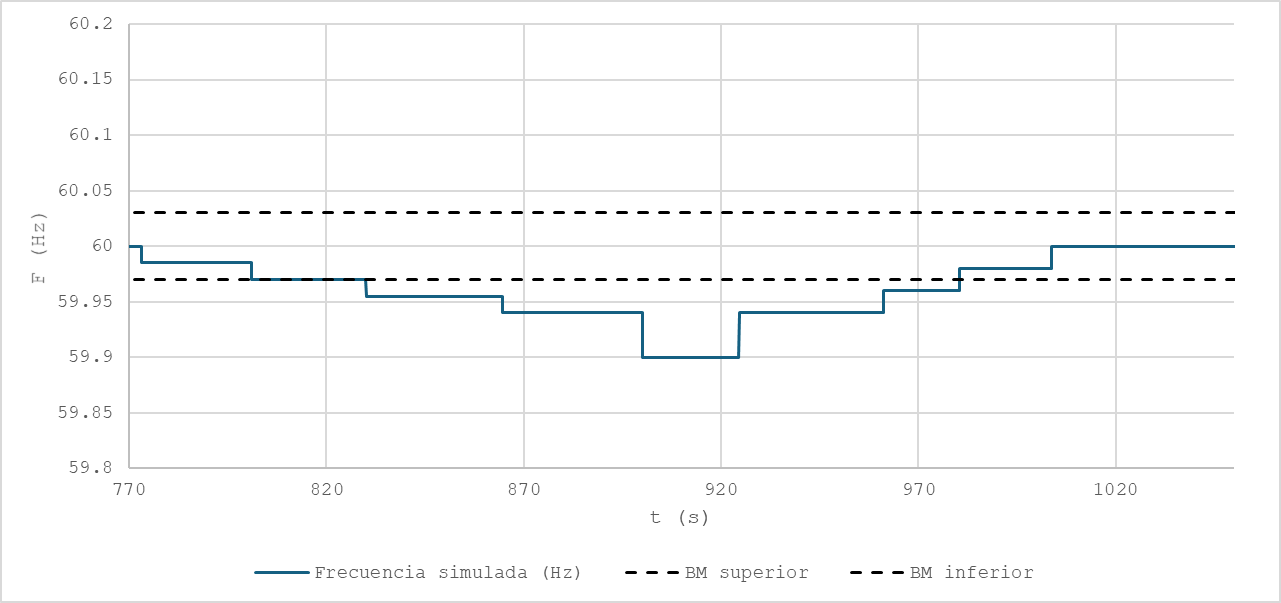 60.2
60.15
60.1
60.05
60
59.95
59.9
59.85
59.8
F (Hz)
770 820 870 920 970 1020
t (s)
Frecuencia simulada (Hz) BM superior BM inferior